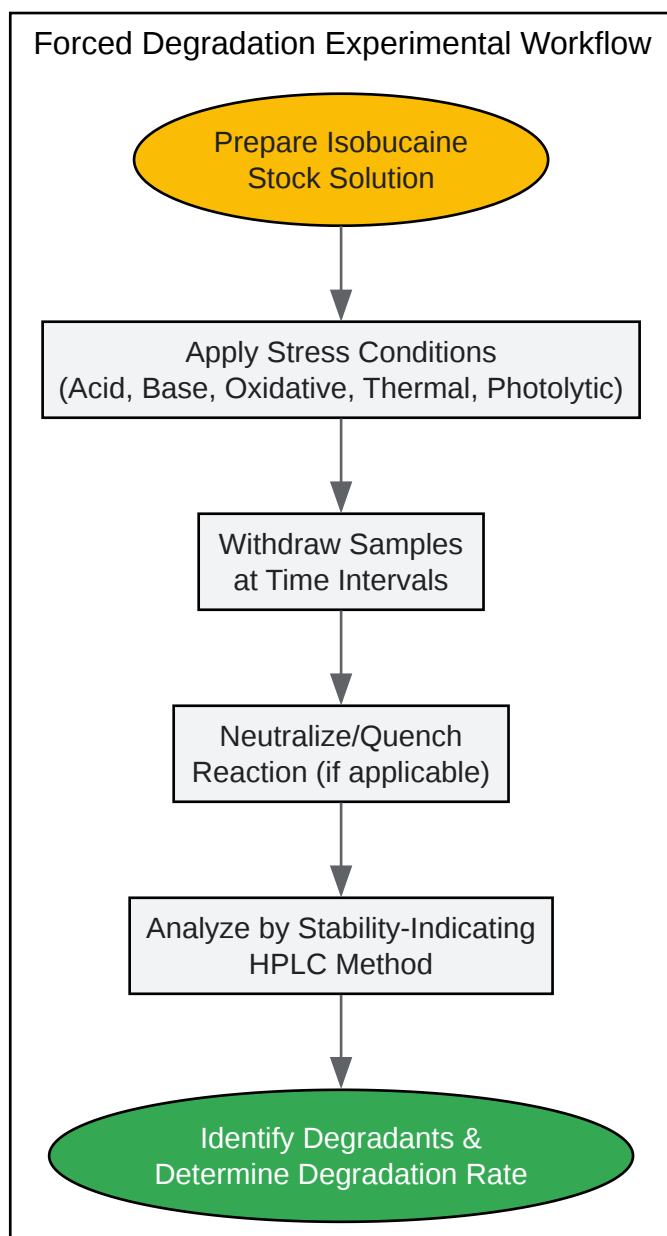 Forced Degradation Experimental Workflow
Prepare Isobucaine
Stock Solution
Apply Stress Conditions
(Acid, Base, Oxidative, Thermal, Photolytic)
Withdraw Samples
at Time Intervals
Neutralize/Quench
Reaction (if applicable)
Analyze by Stability-Indicating
HPLC Method
Identify Degradants &
Determine Degradation Rate